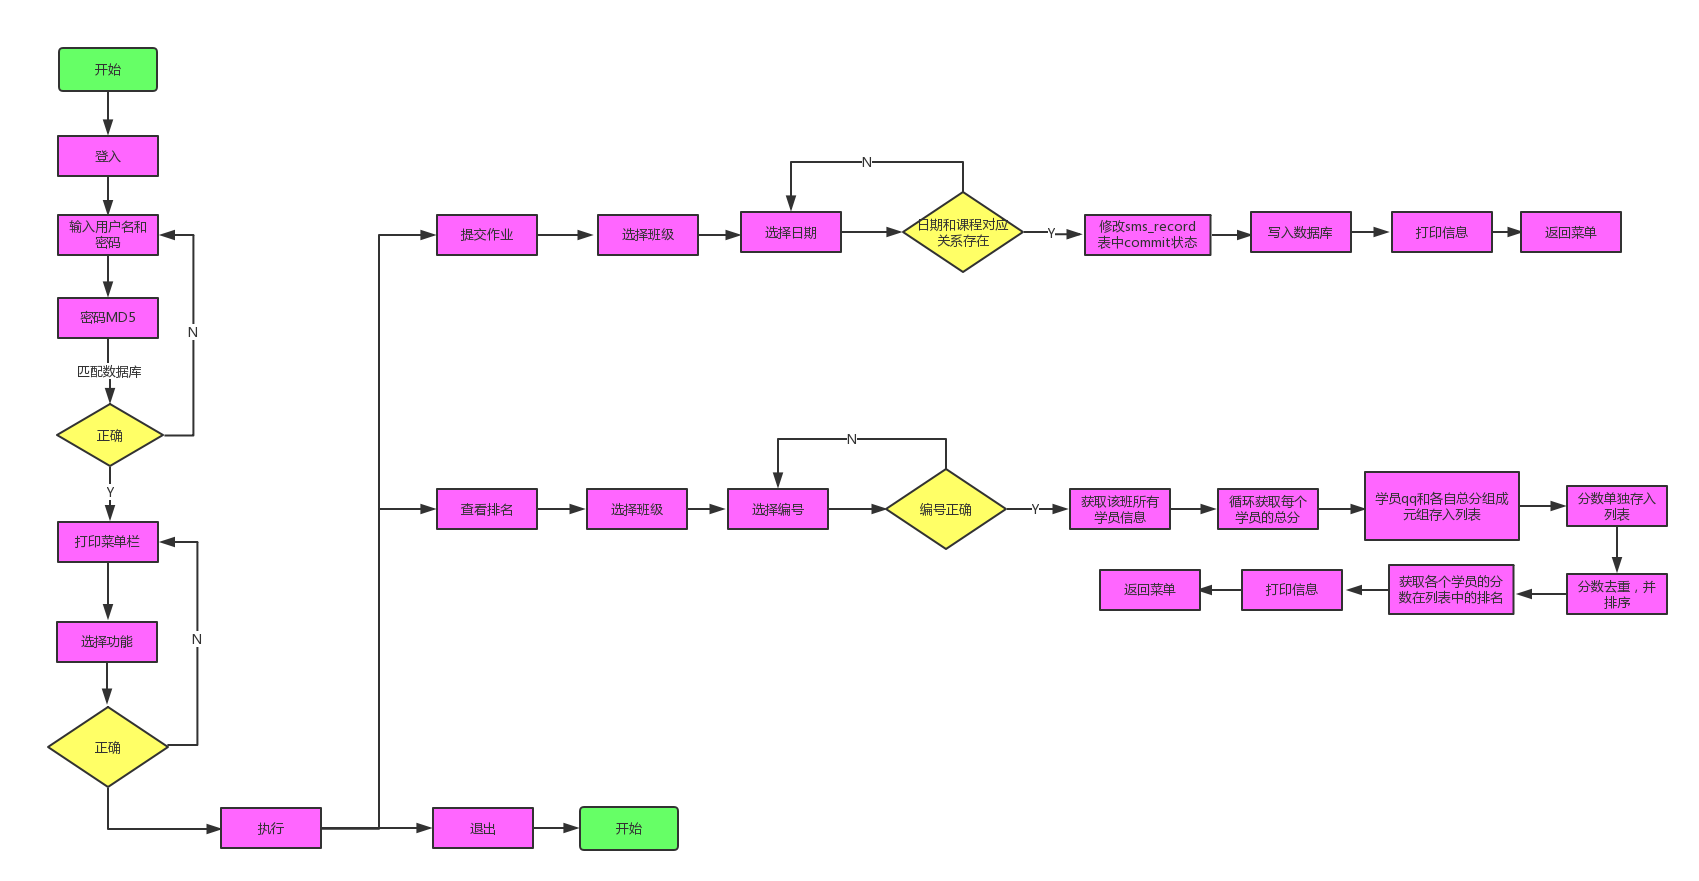 开始
登入
输入用户名和
密码
密码MD5
N
匹配数据库
正确
Y
打印菜单栏
选择功能
N
正确
执行
提交作业
选择班级
选择日期
N
日期和课程对应
关系存在
Y
修改sms_record
表中commit状态
写入数据库
打印信息
返回菜单
查看排名
选择班级
选择编号
N
编号正确
Y
获取该班所有
学员信息
循环获取每个
学员的总分
学员qq和各自总分组成
元组存入列表
分数单独存入
列表
分数去重，并
排序
获取各个学员的分
数在列表中的排名
打印信息
返回菜单
退出
开始